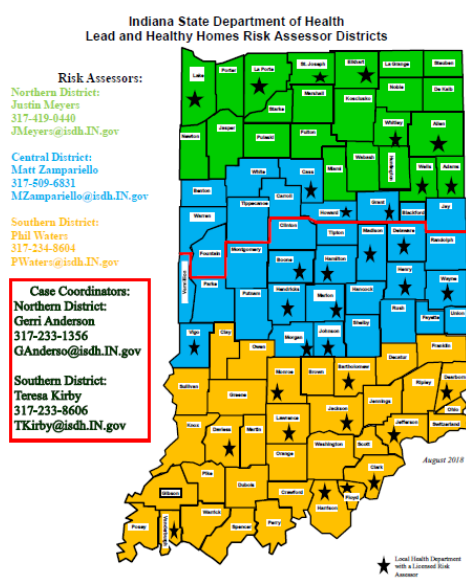 Indiana State Department of Health
Lead and Healthy Homes Risk Assessor Districts
Risk Assessors:
Northern District:
Justin Meyers
317-419-0440
JMeyers@isdh.IN.gov
Central District:
Matt Zampariello
317-509-6831
MZampariello@isdh.IN.gov
Southern District:
Phil Waters
317-234-8604
PWaters@isdh.IN.gov
Case Coordinators:
Northern District:
Gerri Anderson
317-233-1356
GAnderso@isdh.IN.gov
Southern District:
Teresa Kirby
317-233-8606
TKirby@isdh.IN.gov
Lake
Porter
La Porte
St. Joseph
Elkhart
La Grange
Steuben
Noble
De Kalb
Starke
Marshall
Kosciusko
Whitley
Allen
Newton
Jasper
Pulaski
Fulton
Miami
Wabash
Huntington
Wells
Adams
Benton
White
Cass
Carroll
Warren
Tippecanoe
Howard
Grant
Blackford
Jay
Clinton
Tipton
Madison
Delaware
Randolph
Fountain
Montgomery
Boone
Hamilton
Henry
Wayne
Vermillion
Parke
Putnam
Hendricks
Marion
Hancock
Rush
Fayette
Union
Vigo
Clay
Owen
Morgan
Johnson
Shelby
Decatur
Franklin
Sullivan
Greene
Monroe
Brown
Bartholomew
Ripley
Dearborn
Ohio
Jennings
Switzerland
Knox
Daviess
Martin
Lawrence
Jackson
Jefferson
Orange
Washington
Scott
Clark
Floyd
Harrison
Crawford
Dubois
Pike
Gibson
Posey
Vanderburgh
Warrick
Spencer
Perry
August 2018
Local Health Department
with a Licensed Risk
Assessor